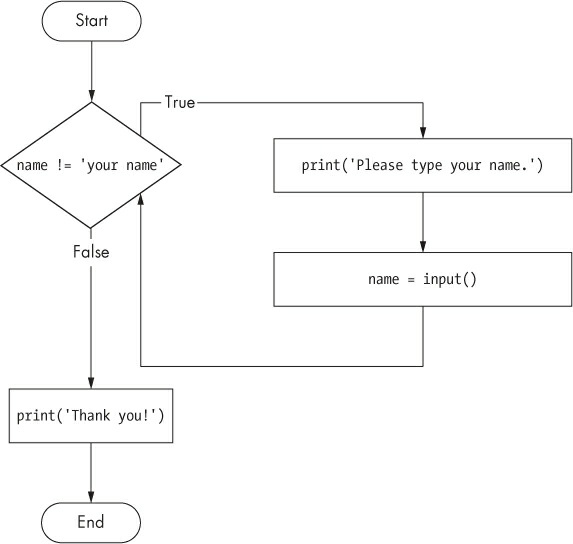 Start
True
name != 'your name'
print('Please type your name.')
False
name = input()
print('Thank you!')
End